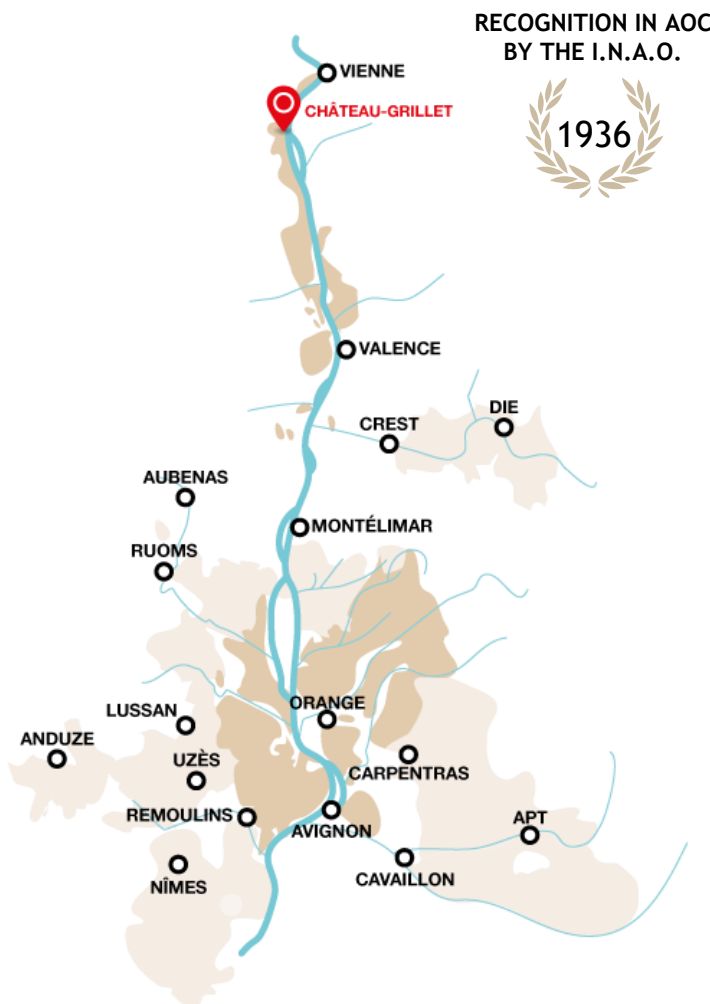 RECOGNITION IN AOC
BY THE I.N.A.O.
1936
VIENNE
CHÂTEAU-GRILLET
VALENCE
DIE
CREST
AUBENAS
MONTÉLIMAR
RUOMS
ORANGE
LUSSAN
ANDUZE
UZÈS
CARPENTRAS
REMOULINS
AVIGNON
APT
CAVAILLON
NÎMES